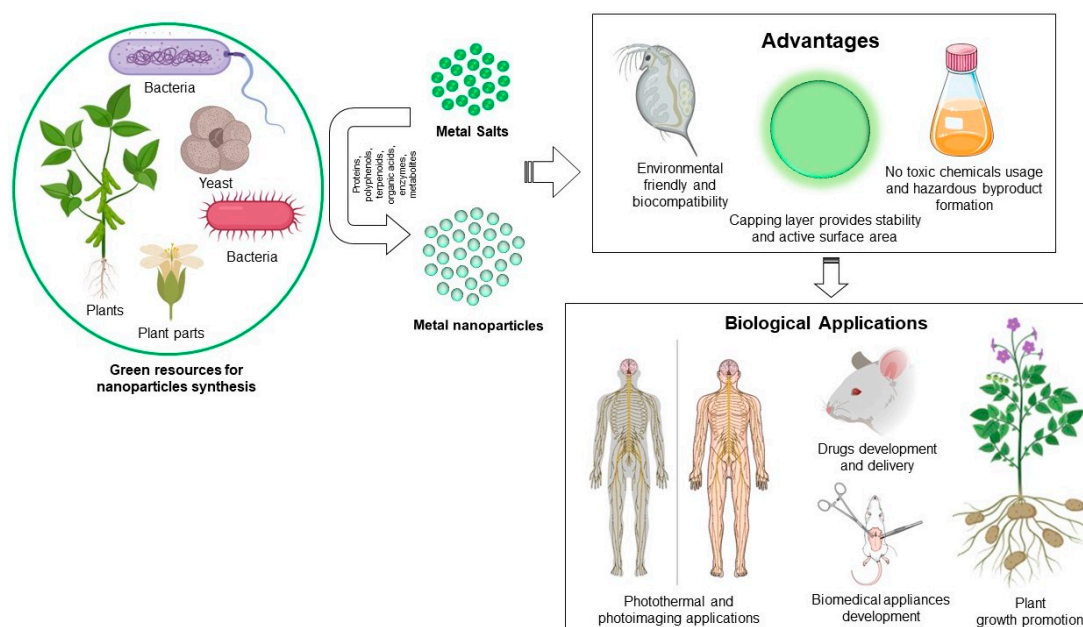 Bacteria
Yeast
Bacteria
Plants
Plant parts
Green resources for
nanoparticles synthesis
Proteins,
polyphenols,
terpenoids,
organic acids,
enzymes,
metabolites
Metal Salts
Metal nanoparticles
Advantages
Environmental
friendly and
biocompatibility
Capping layer provides stability
and active surface area
No toxic chemicals usage
and hazardous byproduct
formation
Biological Applications
Photothermal and
photoimaging applications
Drugs development
and delivery
Biomedical appliances
development
Plant
growth promotion